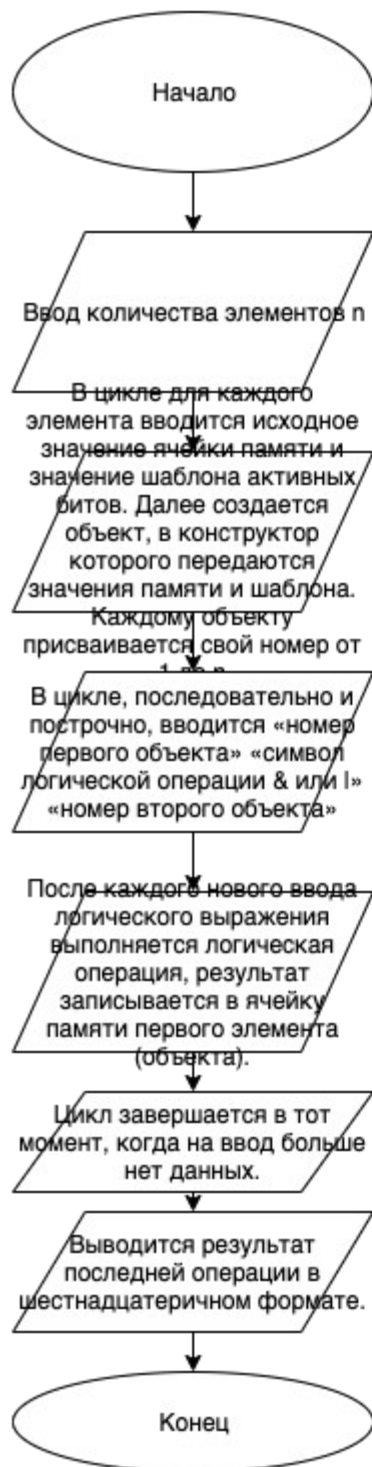 Начало
Ввод количества элементов n
В цикле для каждого
элемента вводится исходное
значение ячейки памяти и
значение шаблона активных
битов. Далее создается
объект, в конструктор
которого передаются
значения памяти и шаблона.
Каждому объекту
присваивается свой номер от
1 до n
В цикле, последовательно и
построчно, вводится «номер
первого объекта» «символ
логической операции & или |»
«номер второго объекта»
После каждого нового ввода
логического выражения
выполняется логическая
операция, результат
записывается в ячейку
памяти первого элемента
(объекта).
Цикл завершается в тот
момент, когда на ввод больше
нет данных.
Выводится результат
последней операции в
шестнадцатеричном формате.
Конец